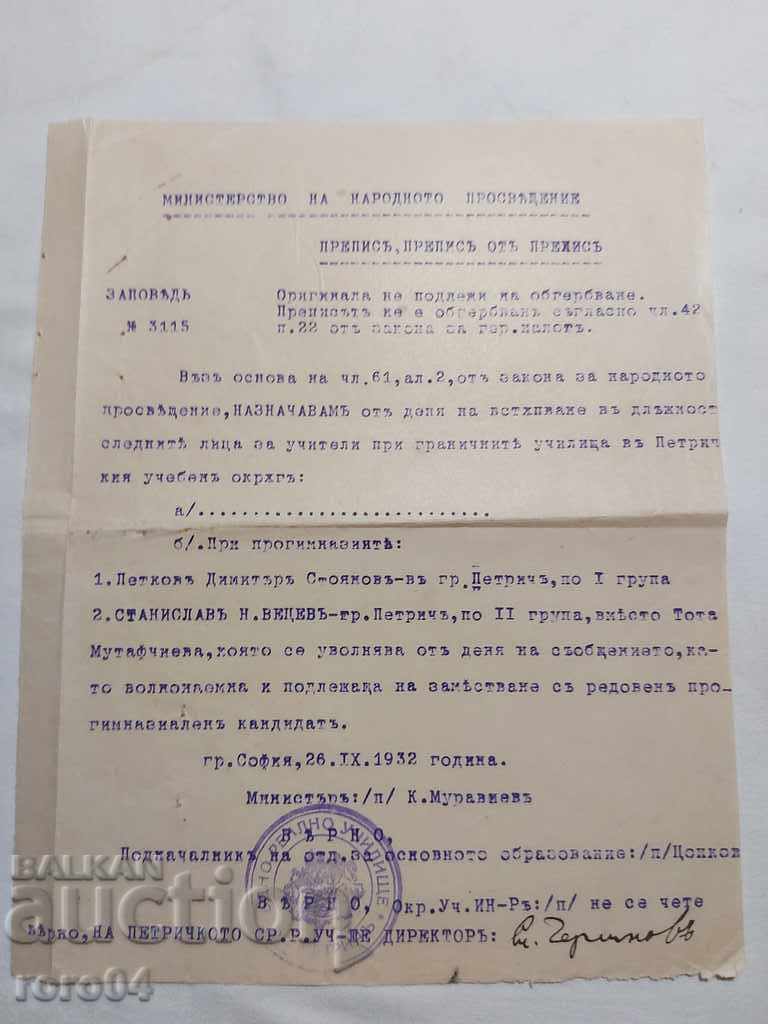 МИНИСТЕРСТВО НА НАРОДНОТО ПРОСВѢЩЕНИЕ
ПРЕПИСЪ,ПРЕПИСЪ ОТЪ ПРЕПИСЪ
ЗАПОВѢДЬ Оригинала не подлежи на обгербване.
Преписътъ не е обгербванъ съгласно чл.42
№ 3115 п.22 отъ закона за гер.налогъ.
Възъ основа на чл.61,ал.2,отъ закона за народното
просвѣщение,НАЗНАЧАВАМЪ отъ деня на встѫпване въ длъжност
следнитѣ лица за учители при граничнитѣ училища въ Петрич
кия учебенъ окрѫгъ:
а/...........................
б/.При прогимназиятѣ:
1.Петковъ Димитъръ Стояновъ-въ гр.Петричъ,по I група
2.СТАНИСЛАВЪ Н.ВЕЦЕВЪ-гр.Петричъ,по II група,вмѣсто Тота
Мутафчиева,която се уволнява отъ деня на съобщението,ка-
то волнонаемна и подлежаща на замѣстване съ редовенъ про-
гимназиаленъ кандидатъ.
гр.София,26.IX.1932 година.
Министъръ:/п/ К.Муравиевъ
ВѢРНО,
Подначалникъ на отд.за основното образование:/п/Цонков
ВѢРНО, Окр.Уч.ИН-РЪ:/п/ не се чете
Вѣрно,НА ПЕТРИЧКОТО СР.Р.УЧ-ЩЕ ДИРЕКТОРЪ:
РЕАЛНО УЧИЛИЩЕ
BALKAN
auction
roro04